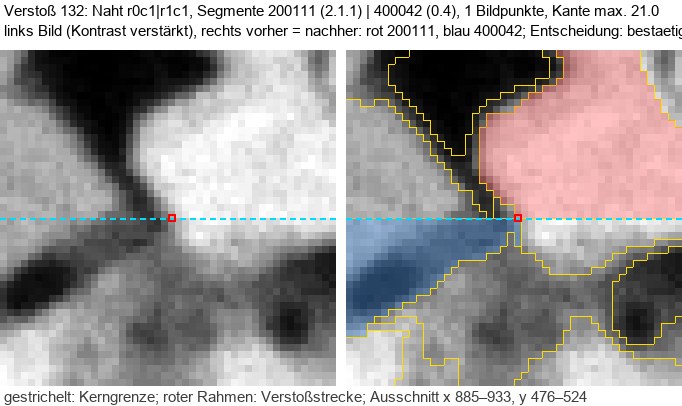 Verstoß 132: Naht r0c1|r1c1, Segmente 200111 (2.1.1) | 400042 (0.4), 1 Bildpunkte, Kante max. 21.0
links Bild (Kontrast verstärkt), rechts vorher = nachher: rot 200111, blau 400042; Entscheidung: bestaetig
gestrichelt: Kerngrenze; roter Rahmen: Verstoßstrecke; Ausschnitt x 885–933, y 476–524